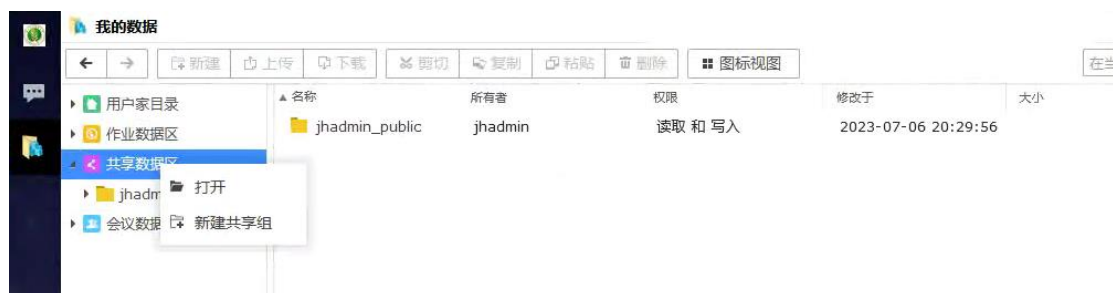 我的数据
新建 上传 下载 剪切 复制 粘贴 删除 图标视图 在当
用户家目录
作业数据区
共享数据区
jhadm
会议数据
名称 所有者 权限 修改于 大小
jhadmin_public jhadmin 读取 和 写入 2023-07-06 20:29:56
打开
新建共享组